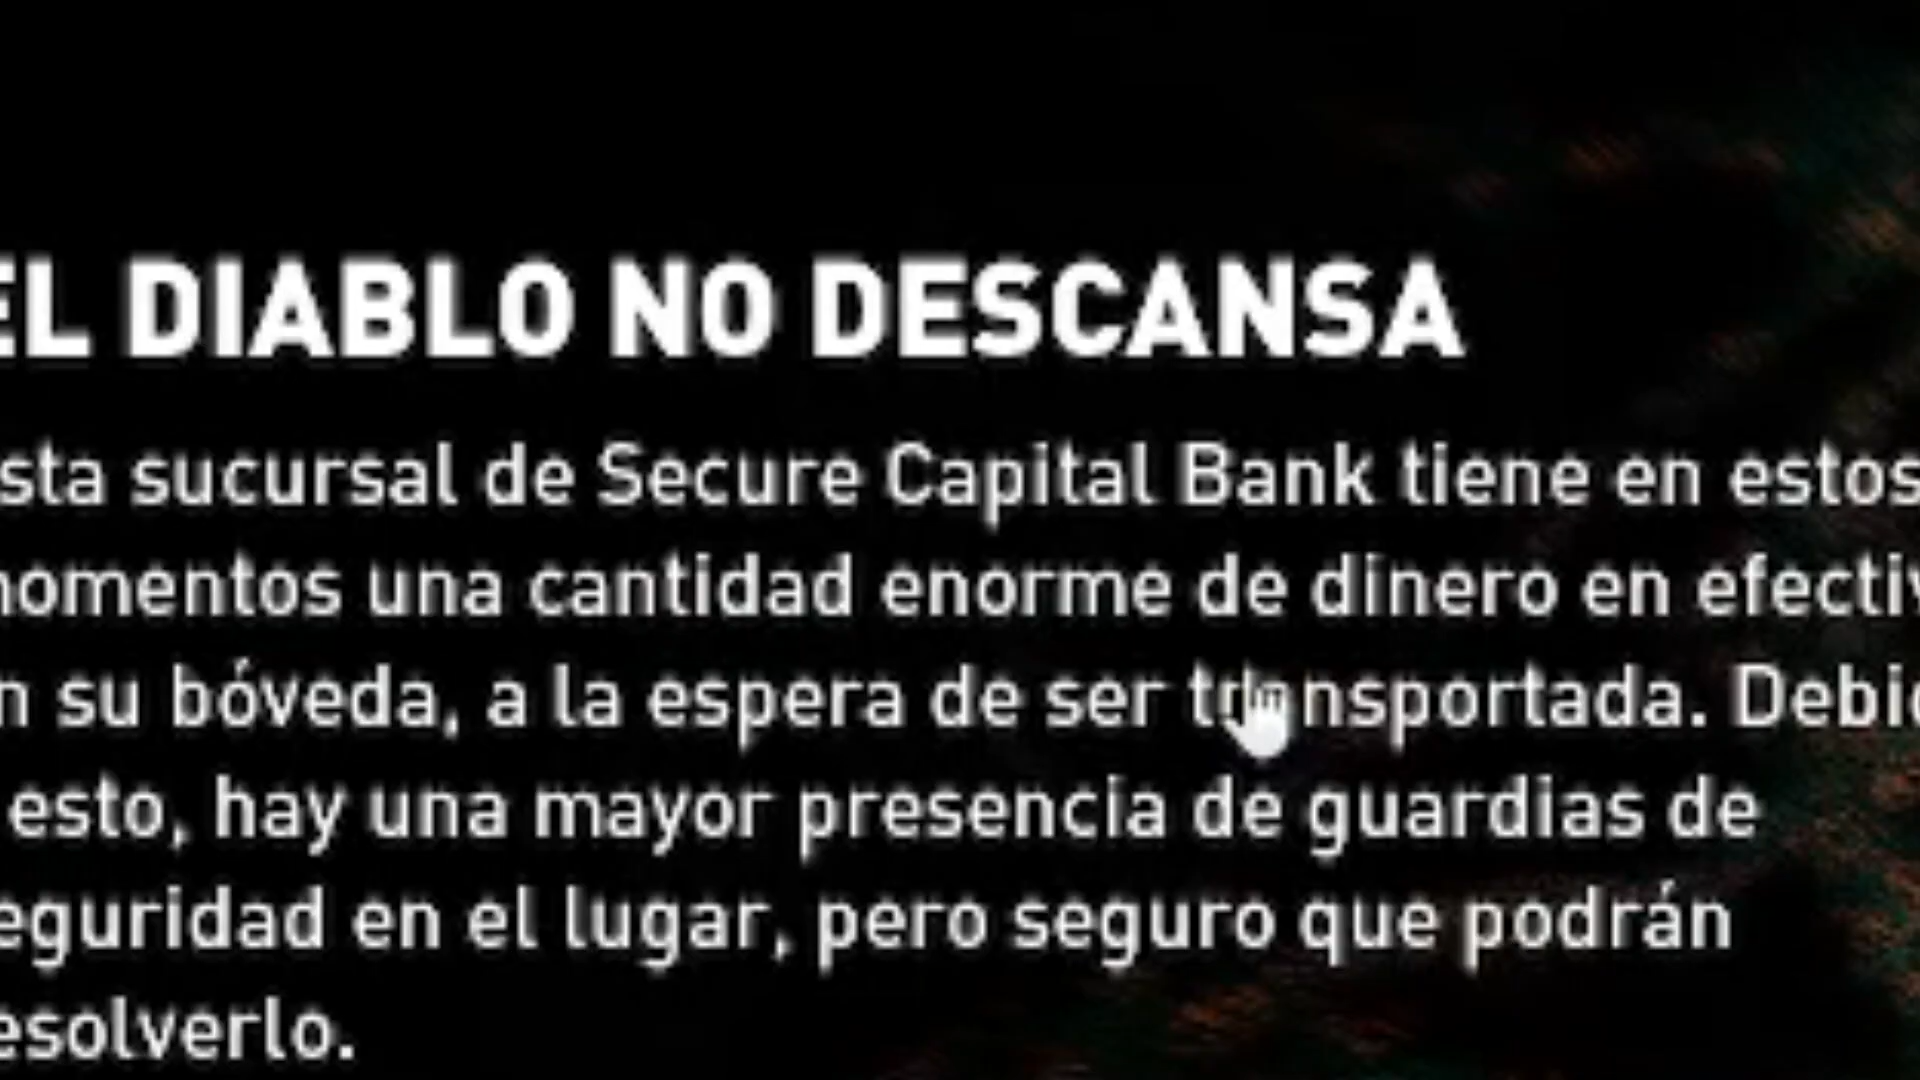 EL DIABLO NO DESCANSA
sta sucursal de Secure Capital Bank tiene en estos
momentos una cantidad enorme de dinero en efectiv
n su bóveda, a la espera de ser transportada. Debid
esto, hay una mayor presencia de guardias de
eguridad en el lugar, pero seguro que podrán
esolverlo.